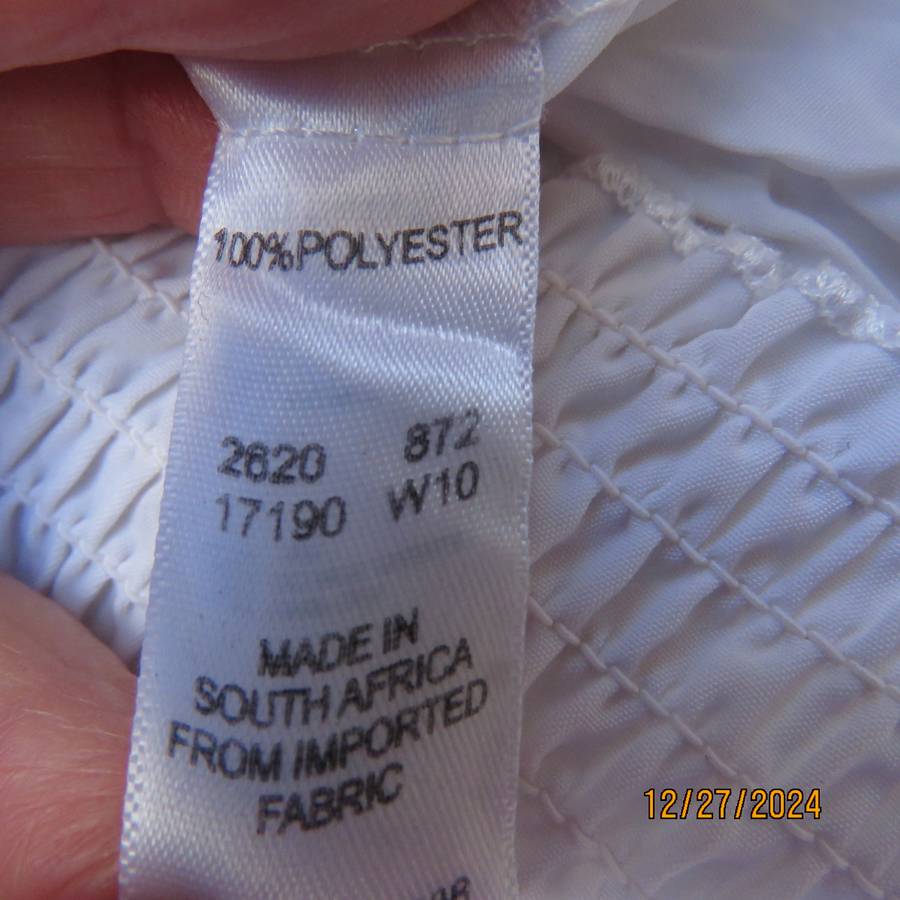 100%POLYESTER
2620 872
17190 W10
MADE IN
SOUTH AFRICA
FROM IMPORTED
FABRIC
12/27/2024